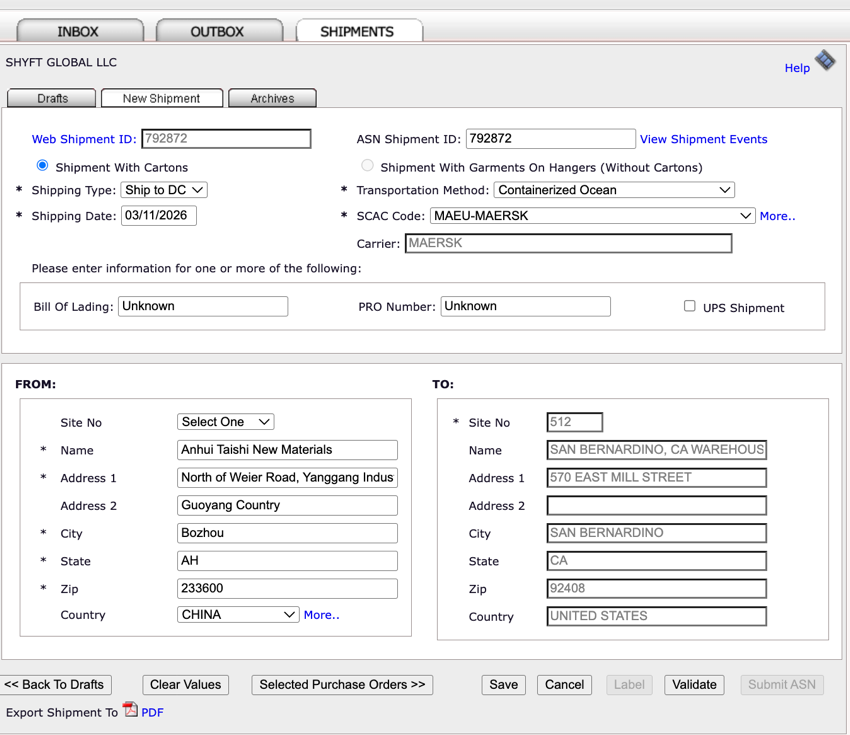 INBOX OUTBOX SHIPMENTS
SHYFT GLOBAL LLC
Help
Drafts New Shipment Archives
Web Shipment ID: 792872 ASN Shipment ID: 792872 View Shipment Events
Shipment With Cartons Shipment With Garments On Hangers (Without Cartons)
* Shipping Type: Ship to DC * Transportation Method: Containerized Ocean
* Shipping Date: 03/11/2026 * SCAC Code: MAEU-MAERSK More..
Carrier: MAERSK
Please enter information for one or more of the following:
Bill Of Lading: Unknown PRO Number: Unknown UPS Shipment
FROM: TO:
Site No Select One * Site No 512
* Name Anhui Taishi New Materials Name SAN BERNARDINO, CA WAREHOUS
* Address 1 North of Weier Road, Yanggang Indus Address 1 570 EAST MILL STREET
Address 2 Guoyang Country Address 2
* City Bozhou City SAN BERNARDINO
* State AH State CA
* Zip 233600 Zip 92408
Country CHINA More.. Country UNITED STATES
<< Back To Drafts Clear Values Selected Purchase Orders >> Save Cancel Label Validate Submit ASN
Export Shipment To PDF